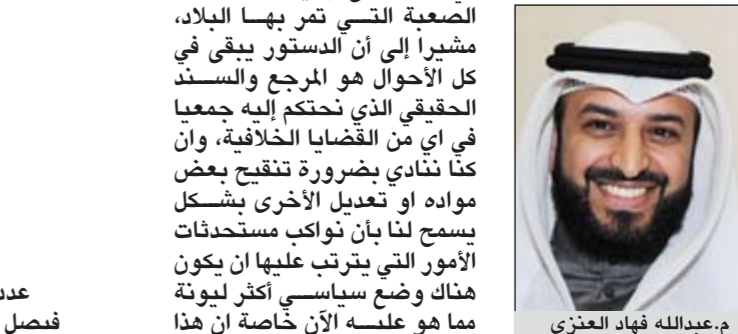 الصعبة التي تمر بها البلاد،
مشيرا إلى أن الدستور يبقى في
كل الأحوال هو المرجع والسند
الحقيقي الذي نحتكم إليه جمعيا
في اي من القضايا الخلافية، وان
كنا ننادي بضرورة تنقيح بعض
مواده او تعديل الأخرى بشكل
يسمح لنا بأن نواكب مستحدثات
الأمور التي يترتب عليها ان يكون
هناك وضع سياسي أكثر ليونة
مما هو عليه الآن خاصة ان هذا
م.عبدالله فهاد العنزي
فيصل